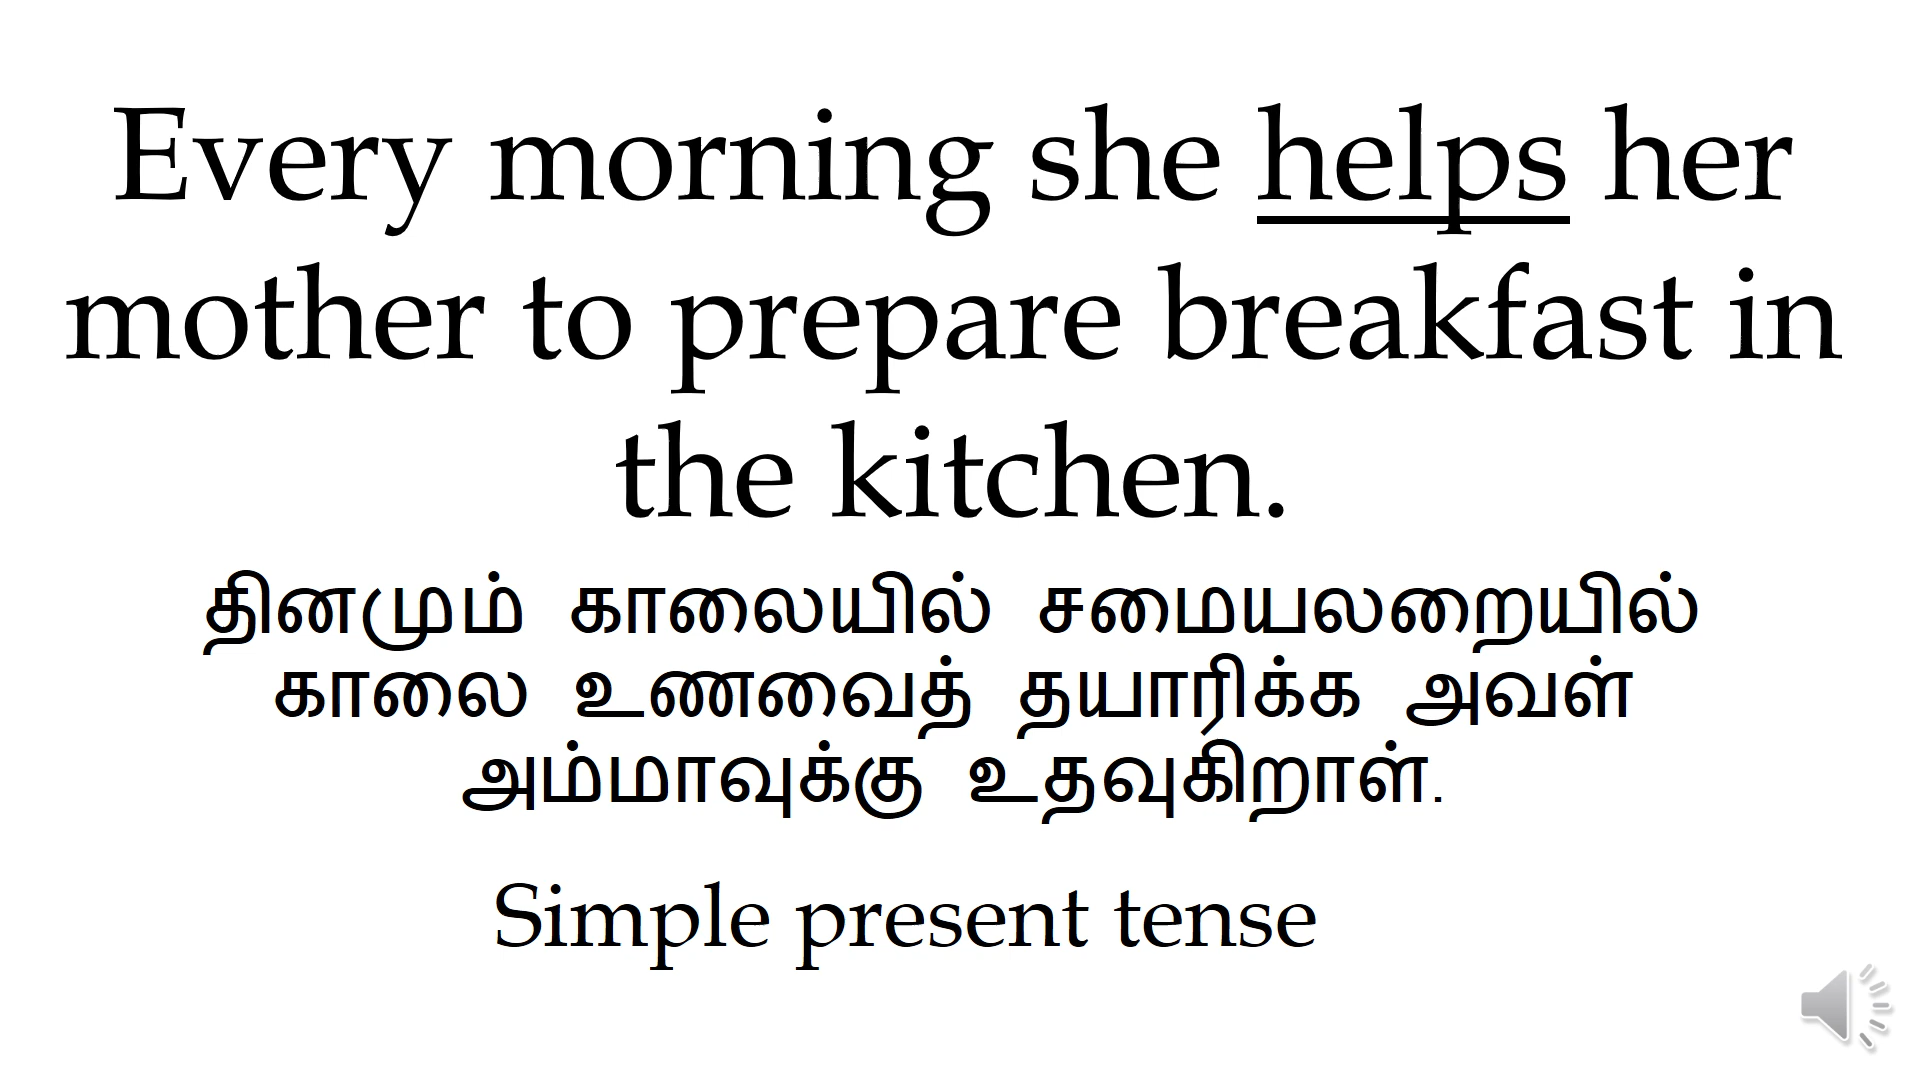 Every morning she helps her
mother to prepare breakfast in
the kitchen.
தினமும் காலையில் சமையலறையில்
காலை உணவைத் தயாரிக்க அவள்
அம்மாவுக்கு உதவுகிறாள்.
Simple present tense